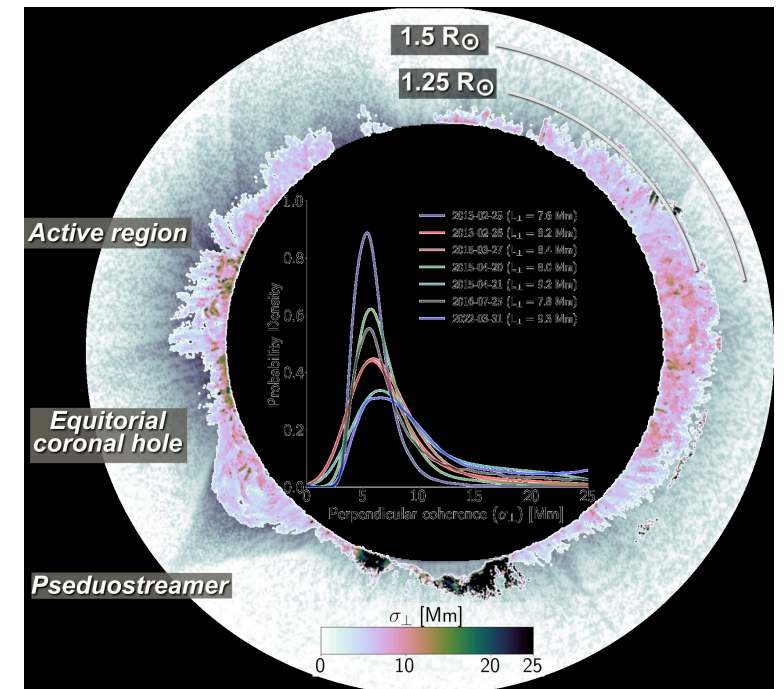 1.5 R⊙
1.25 R⊙
Active region
Equitorial
coronal hole
Pseduostreamer
1.0
0.8
0.6
0.4
0.2
0.0
Probability Density
0
5
10
15
20
25
Perpendicular coherence (σ⊥) [Mm]
(L⊥ = 7.6 Mm)
2013-02-26 (L⊥ = 8.2 Mm)
2015-03-27 (L⊥ = 8.4 Mm)
2015-04-20 (L⊥ = 8.0 Mm)
2015-04-21 (L⊥ = 9.2 Mm)
2016-07-25 (L⊥ = 7.8 Mm)
2022-03-31 (L⊥ = 9.3 Mm)
σ⊥ [Mm]
0
10
20
25